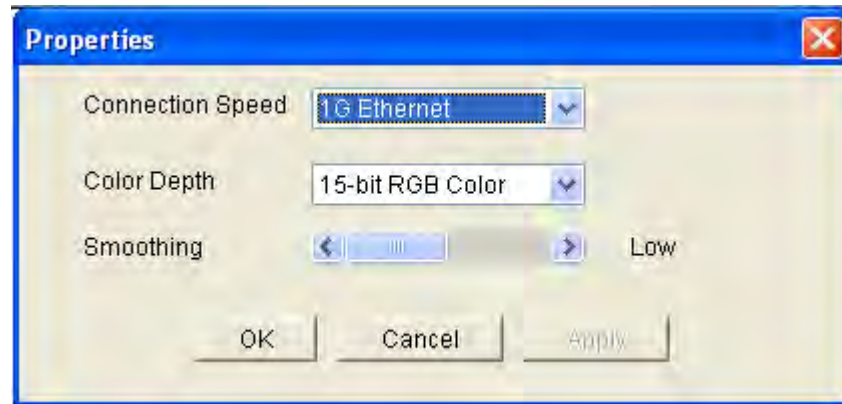 Properties
Connection Speed 1G Ethernet
Color Depth 15-bit RGB Color
Smoothing Low
OK Cancel Apply